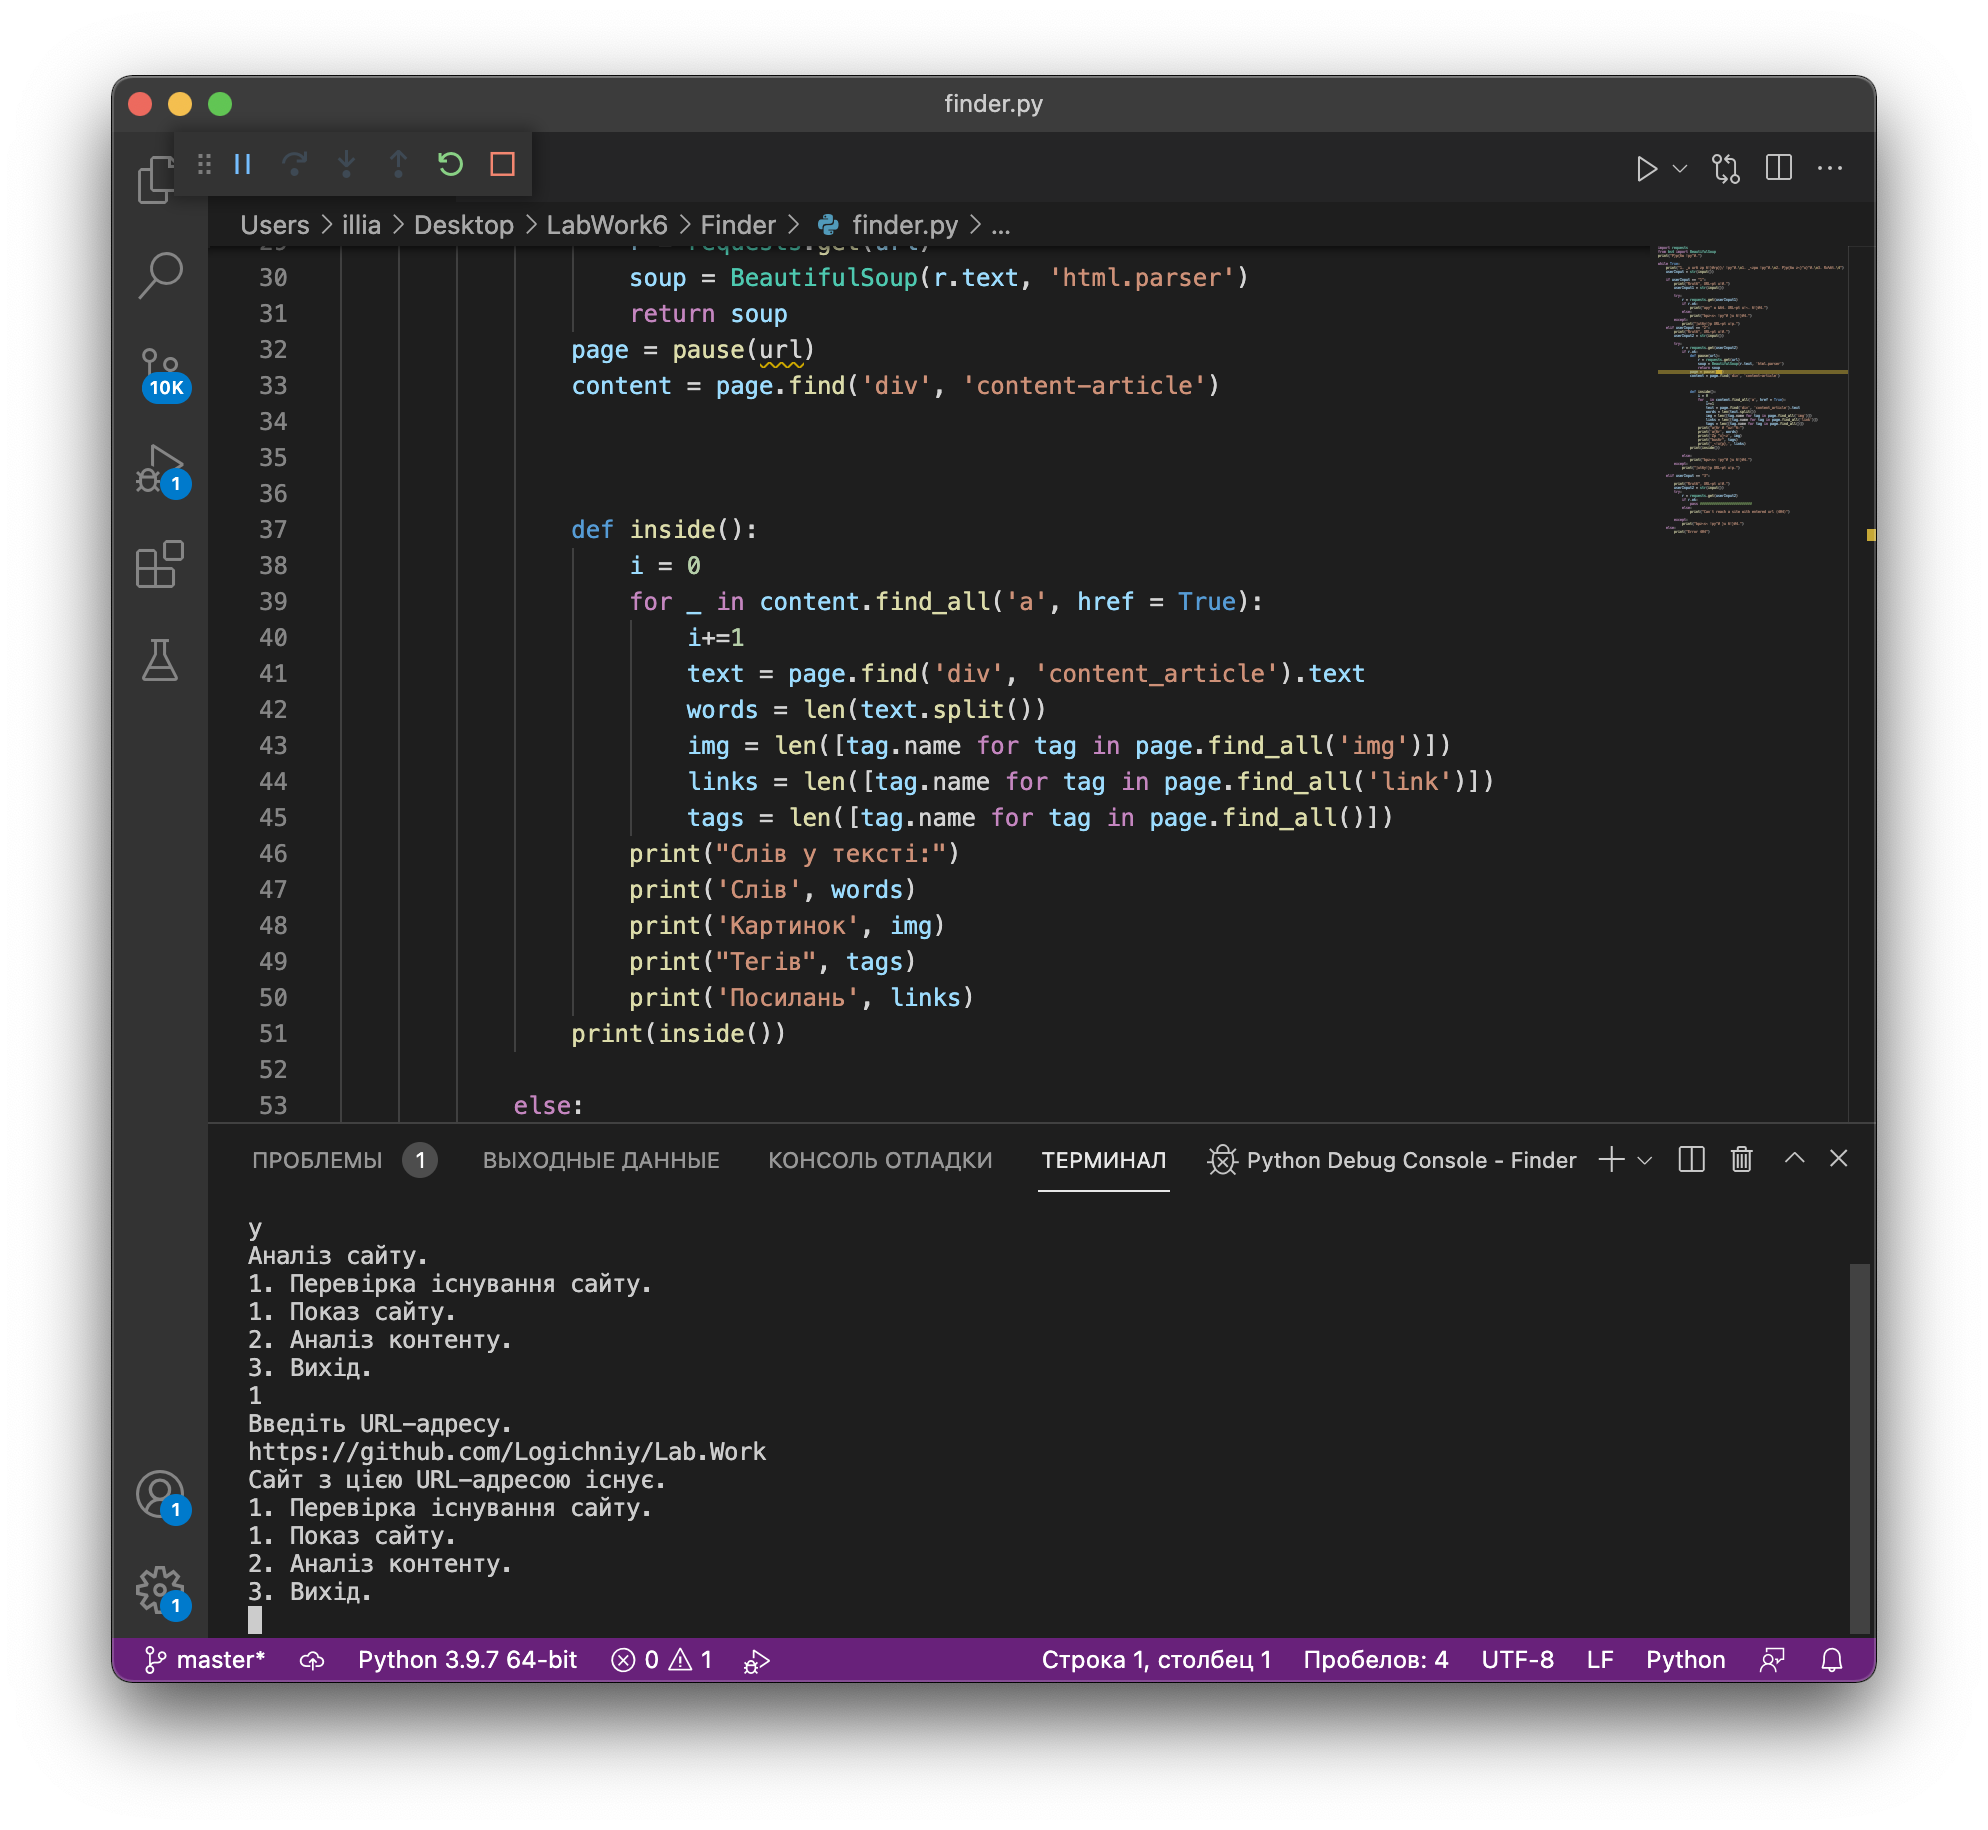 finder.py
Users > illia > Desktop > LabWork6 > Finder > finder.py > ...
29 r = requests.get(url)
30 soup = BeautifulSoup(r.text, 'html.parser')
31 return soup
32 page = pause(url)
33 content = page.find('div', 'content-article')
34
35
36
37 def inside():
38 i = 0
39 for _ in content.find_all('a', href = True):
40 i+=1
41 text = page.find('div', 'content_article').text
42 words = len(text.split())
43 img = len([tag.name for tag in page.find_all('img')])
44 links = len([tag.name for tag in page.find_all('link')])
45 tags = len([tag.name for tag in page.find_all()])
46 print("Слів у тексті:")
47 print('Слів', words)
48 print('Картинок', img)
49 print("Тегів", tags)
50 print('Посилань', links)
51 print(inside())
52
53 else:
10K
1
1
1
ПРОБЛЕМЫ 1 ВЫХОДНЫЕ ДАННЫЕ КОНСОЛЬ ОТЛАДКИ ТЕРМИНАЛ Python Debug Console - Finder
y
Аналіз сайту.
1. Перевірка існування сайту.
1. Показ сайту.
2. Аналіз контенту.
3. Вихід.
1
Введіть URL-адресу.
https://github.com/Logichniy/Lab.Work
Сайт з цією URL-адресою існує.
1. Перевірка існування сайту.
1. Показ сайту.
2. Аналіз контенту.
3. Вихід.
master* Python 3.9.7 64-bit 0 1 Строка 1, столбец 1 Пробелов: 4 UTF-8 LF Python